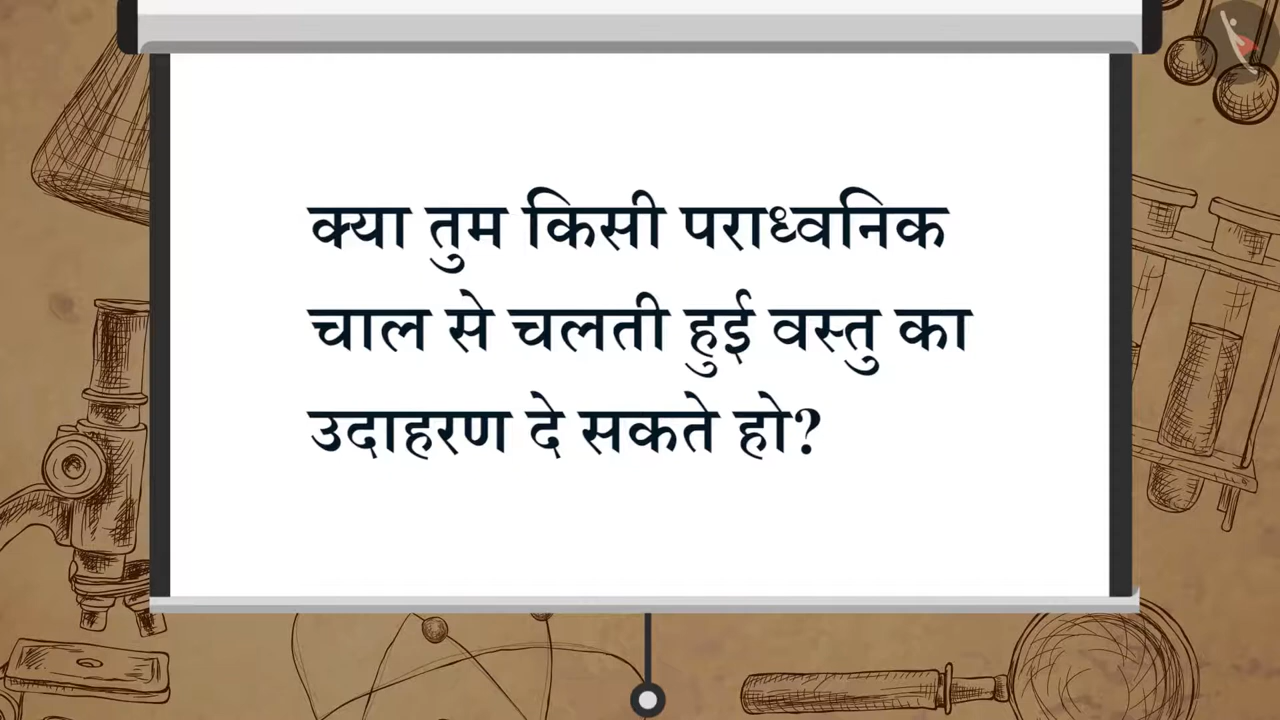 क्या तुम किसी पराध्वनिक
चाल से चलती हुई वस्तु का
उदाहरण दे सकते हो?